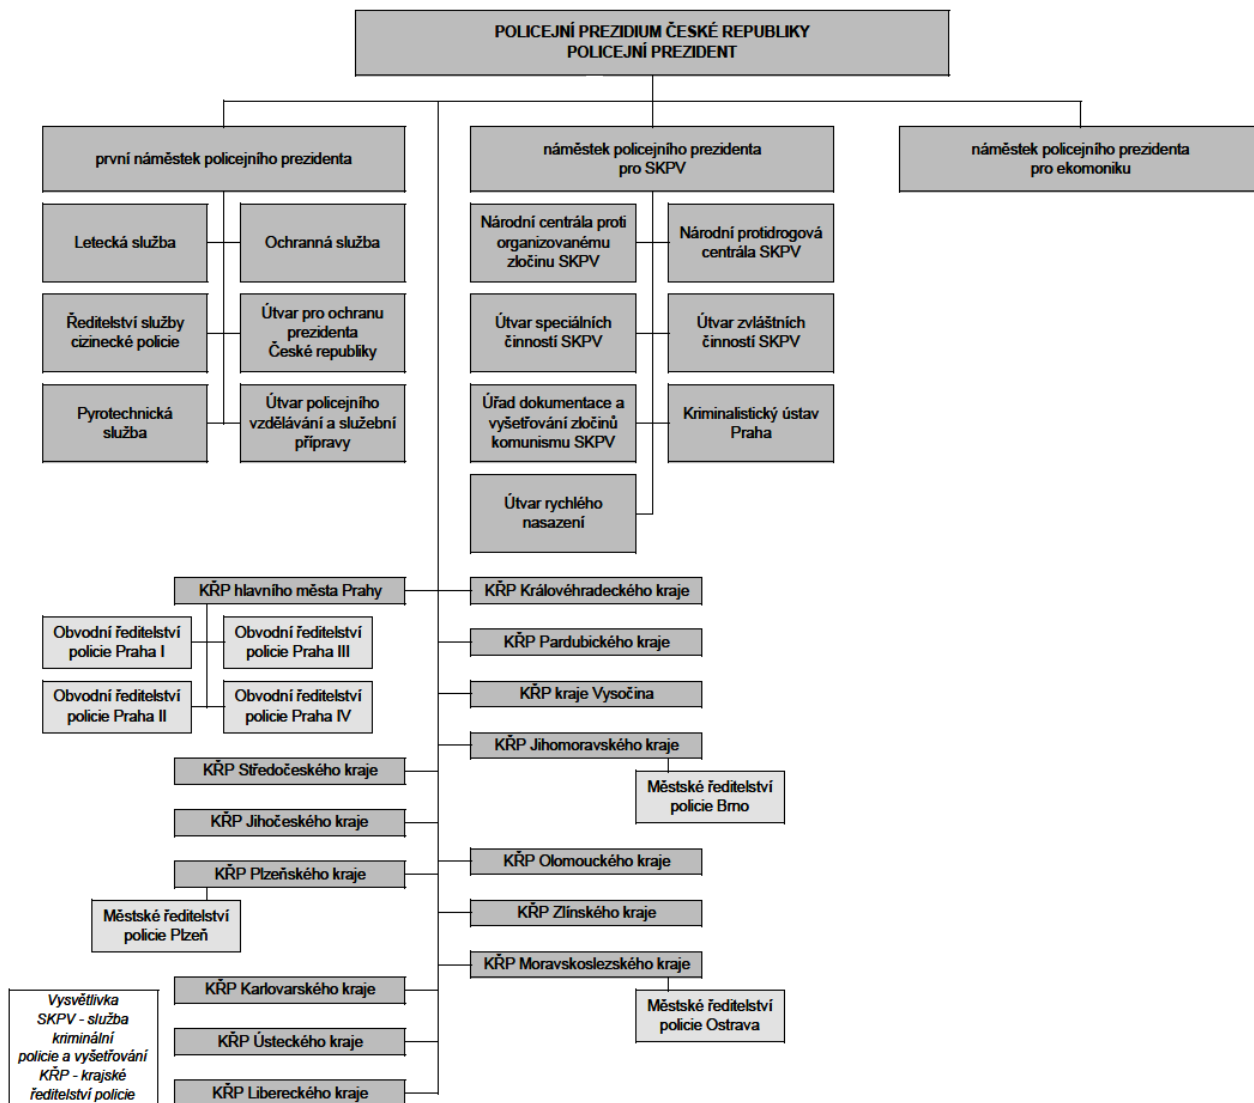 POLICEJNÍ PREZIDIUM ČESKÉ REPUBLIKY
POLICEJNÍ PREZIDENT
první náměstek policejního prezidenta
náměstek policejního prezidenta
pro SKPV
náměstek policejního prezidenta
pro ekomoniku
Letecká služba
Ochranná služba
Ředitelství služby
cizinecké policie
Útvar pro ochranu
prezidenta
České republiky
Pyrotechnická
služba
Útvar policejního
vzdělávání a služební
přípravy
Národní centrála proti
organizovanému
zločinu SKPV
Národní protidrogová
centrála SKPV
Útvar speciálních
činností SKPV
Útvar zvláštních
činností SKPV
Úřad dokumentace a
vyšetřování zločinů
komunismu SKPV
Kriminalistický ústav
Praha
Útvar rychlého
nasazení
KŘP hlavního města Prahy
Obvodní ředitelství
policie Praha I
Obvodní ředitelství
policie Praha III
Obvodní ředitelství
policie Praha II
Obvodní ředitelství
policie Praha IV
KŘP Středočeského kraje
KŘP Jihočeského kraje
KŘP Plzeňského kraje
Městské ředitelství
policie Plzeň
KŘP Karlovarského kraje
KŘP Ústeckého kraje
KŘP Libereckého kraje
KŘP Královéhradeckého kraje
KŘP Pardubického kraje
KŘP kraje Vysočina
KŘP Jihomoravského kraje
Městské ředitelství
policie Brno
KŘP Olomouckého kraje
KŘP Zlínského kraje
KŘP Moravskoslezského kraje
Městské ředitelství
policie Ostrava
Vysvětlivka
SKPV - služba
kriminální
policie a vyšetřování
KŘP - krajské
ředitelství policie